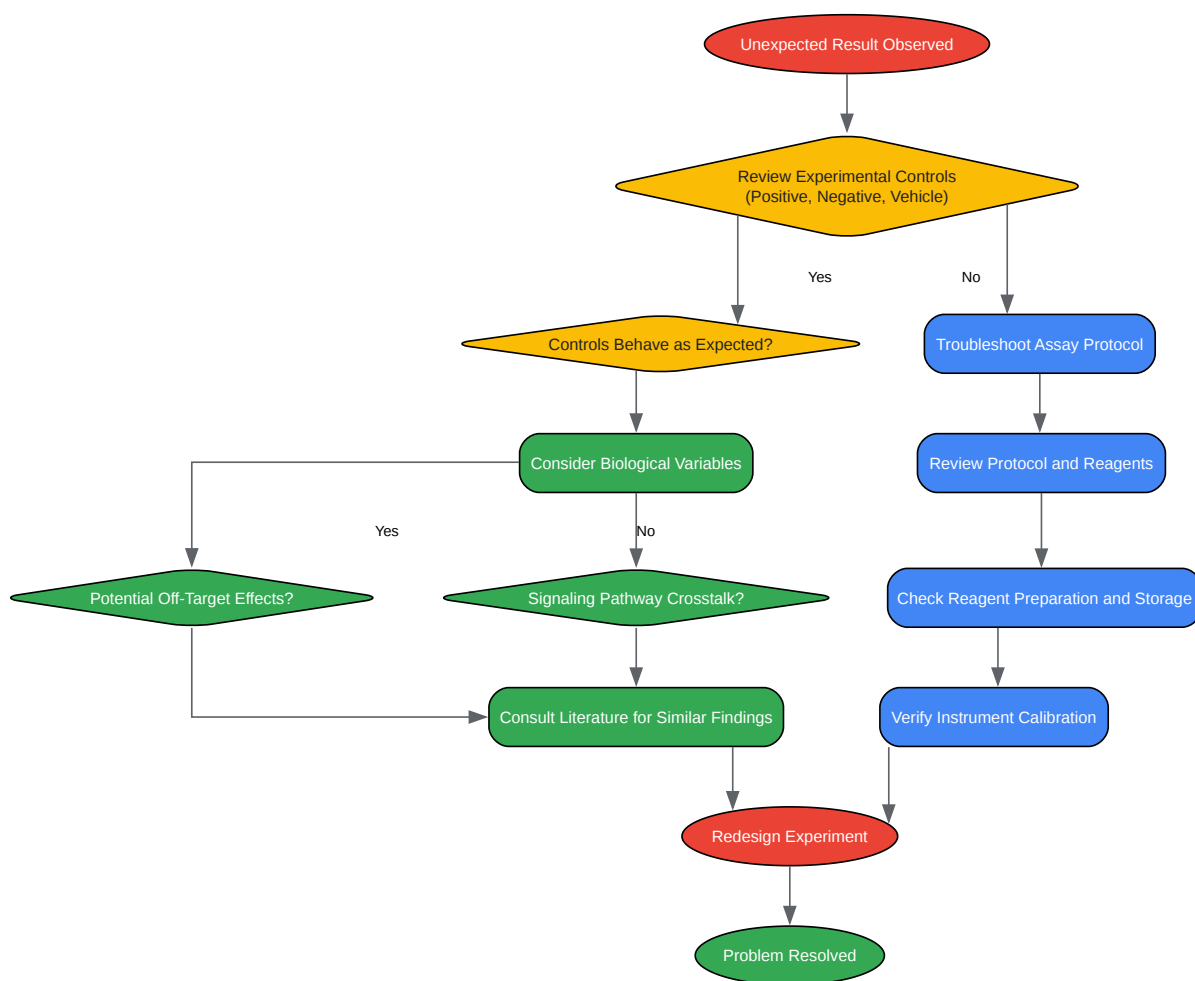 Unexpected Result Observed
Review Experimental Controls
(Positive, Negative, Vehicle)
Yes
No
Controls Behave as Expected?
Troubleshoot Assay Protocol
Consider Biological Variables
Review Protocol and Reagents
Yes
No
Potential Off-Target Effects?
Signaling Pathway Crosstalk?
Check Reagent Preparation and Storage
Consult Literature for Similar Findings
Verify Instrument Calibration
Redesign Experiment
Problem Resolved